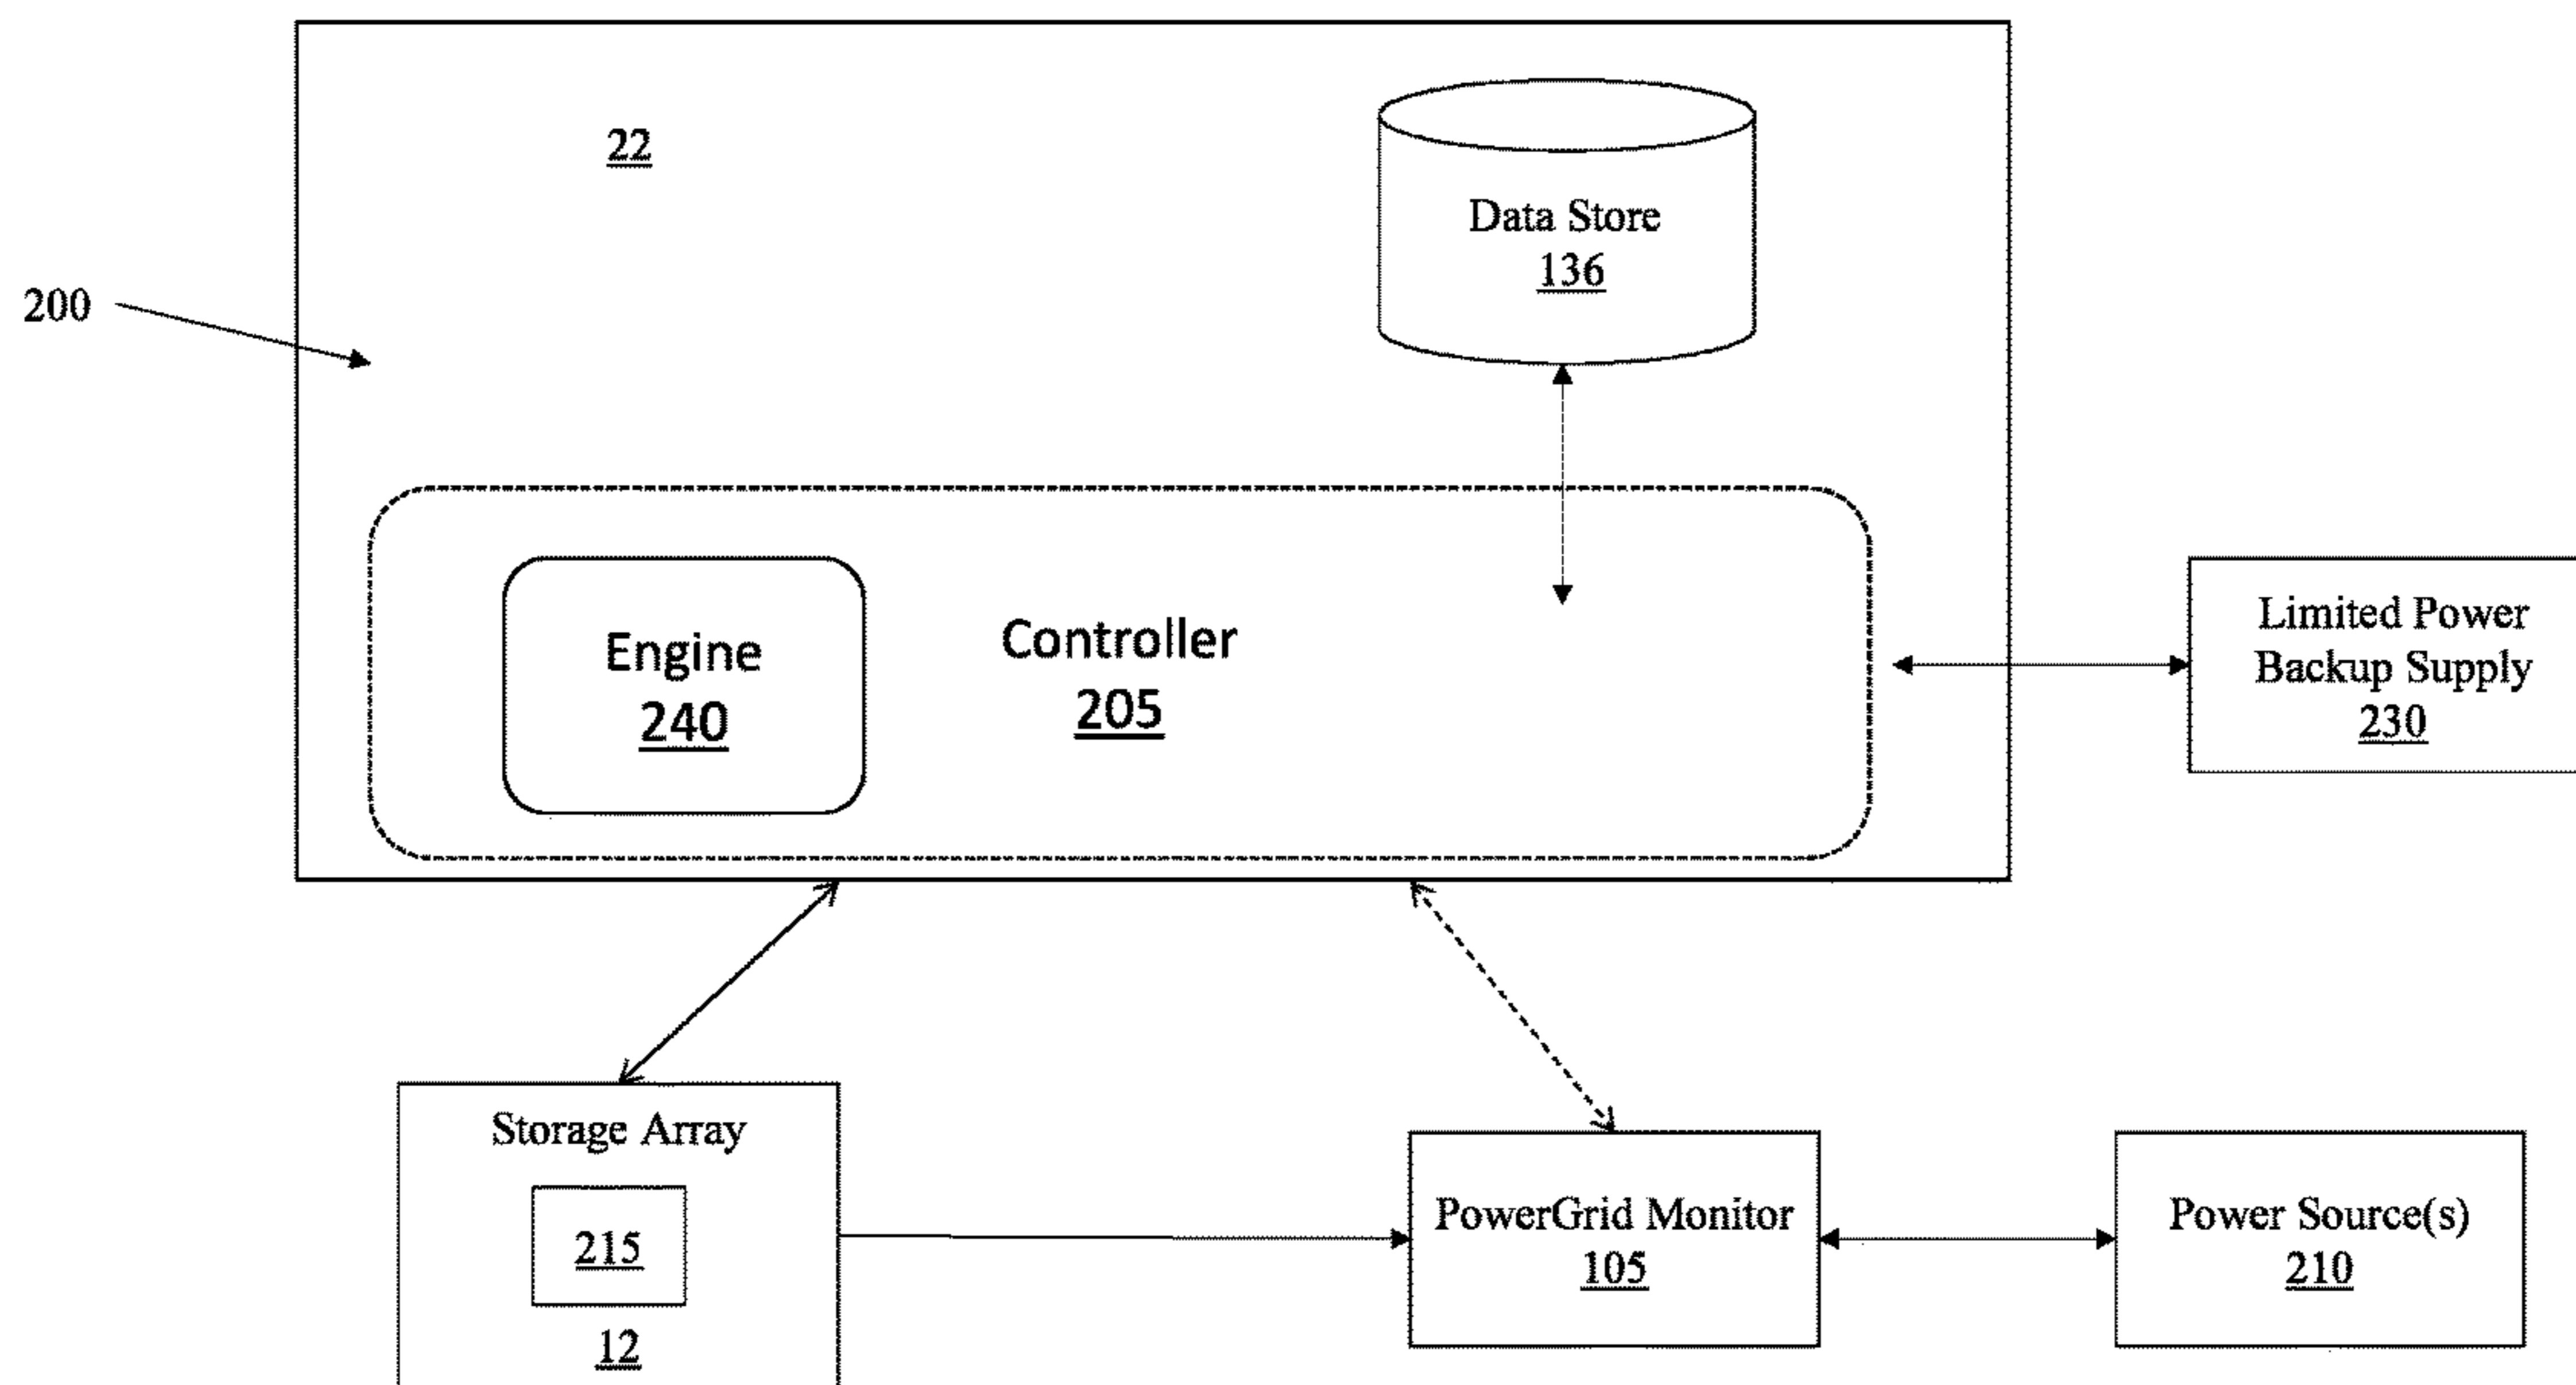 22
Data Store
136
200
Engine
240
Controller
205
Limited Power
Backup Supply
230
Storage Array
215
12
PowerGrid Monitor
105
Power Source(s)
210